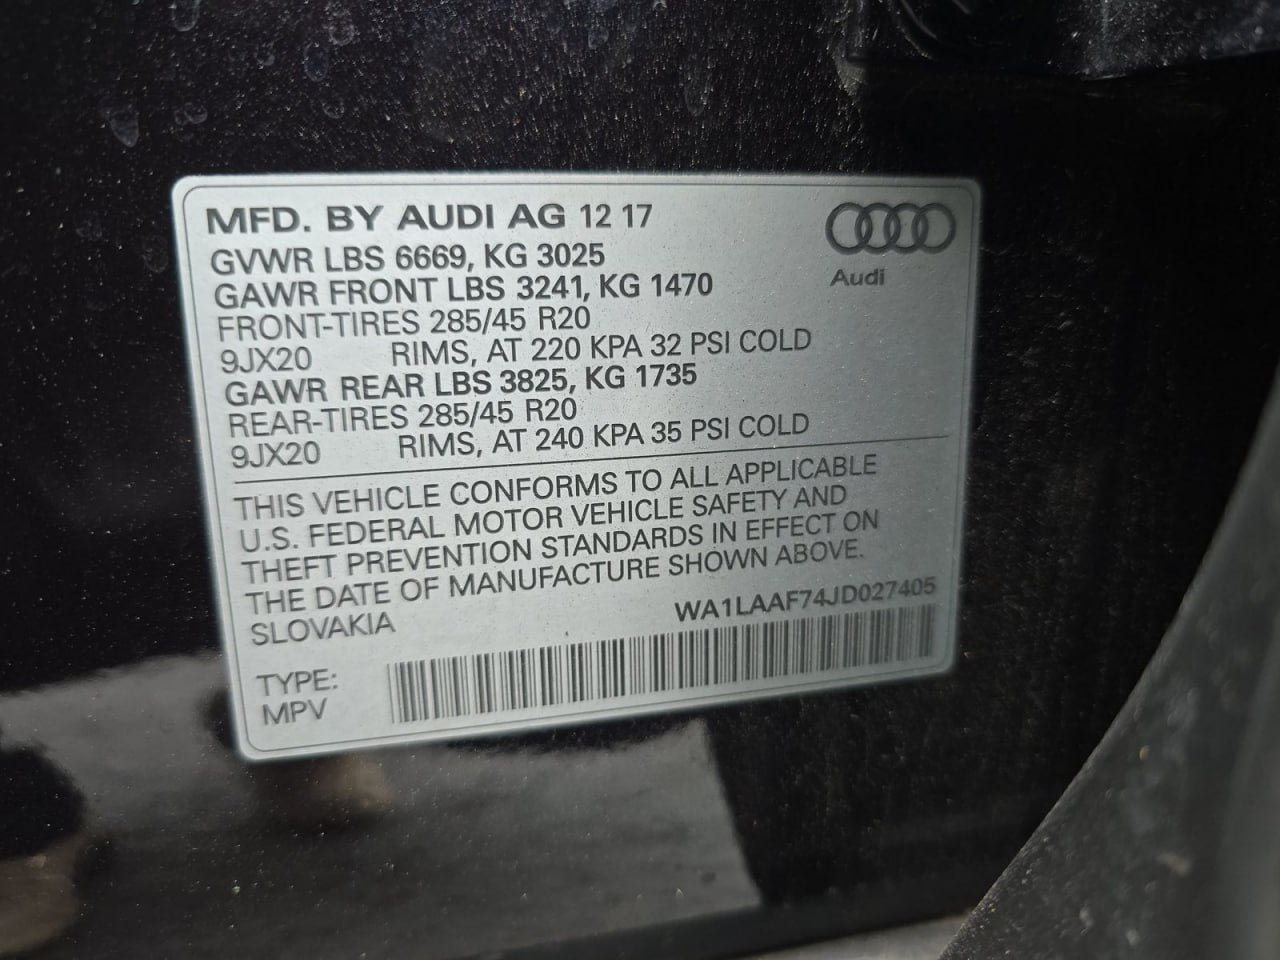 MFD. BY AUDI AG 12 17
GVWR LBS 6669, KG 3025
GAWR FRONT LBS 3241, KG 1470
FRONT-TIRES 285/45 R20
9JX20 RIMS, AT 220 KPA 32 PSI COLD
GAWR REAR LBS 3825, KG 1735
REAR-TIRES 285/45 R20
9JX20 RIMS, AT 240 KPA 35 PSI COLD
Audi
THIS VEHICLE CONFORMS TO ALL APPLICABLE
U.S. FEDERAL MOTOR VEHICLE SAFETY AND
THEFT PREVENTION STANDARDS IN EFFECT ON
THE DATE OF MANUFACTURE SHOWN ABOVE.
SLOVAKIA
WA1LAAF74JD027405
TYPE:
MPV